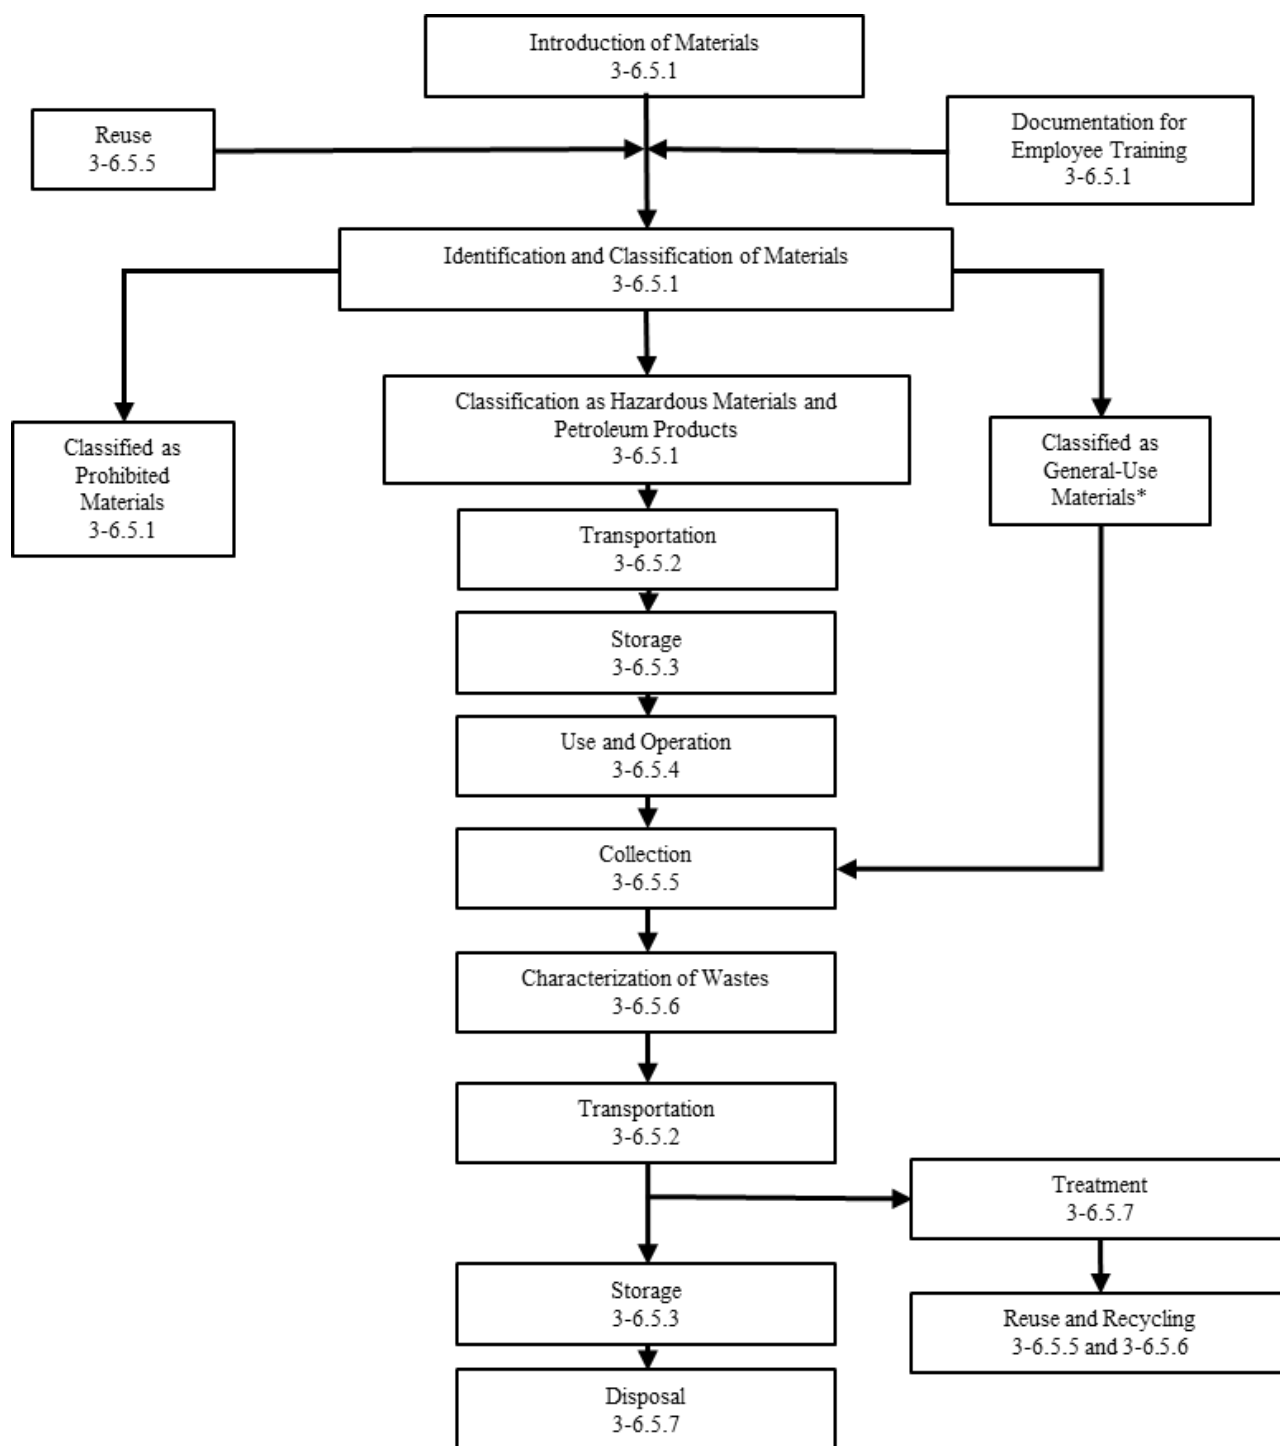 Introduction of Materials
3-6.5.1
Reuse
3-6.5.5
Documentation for
Employee Training
3-6.5.1
Identification and Classification of Materials
3-6.5.1
Classification as Hazardous Materials and
Petroleum Products
3-6.5.1
Classified as
Prohibited
Materials
3-6.5.1
Classified as
General-Use
Materials*
Transportation
3-6.5.2
Storage
3-6.5.3
Use and Operation
3-6.5.4
Collection
3-6.5.5
Characterization of Wastes
3-6.5.6
Transportation
3-6.5.2
Treatment
3-6.5.7
Storage
3-6.5.3
Reuse and Recycling
3-6.5.5 and 3-6.5.6
Disposal
3-6.5.7